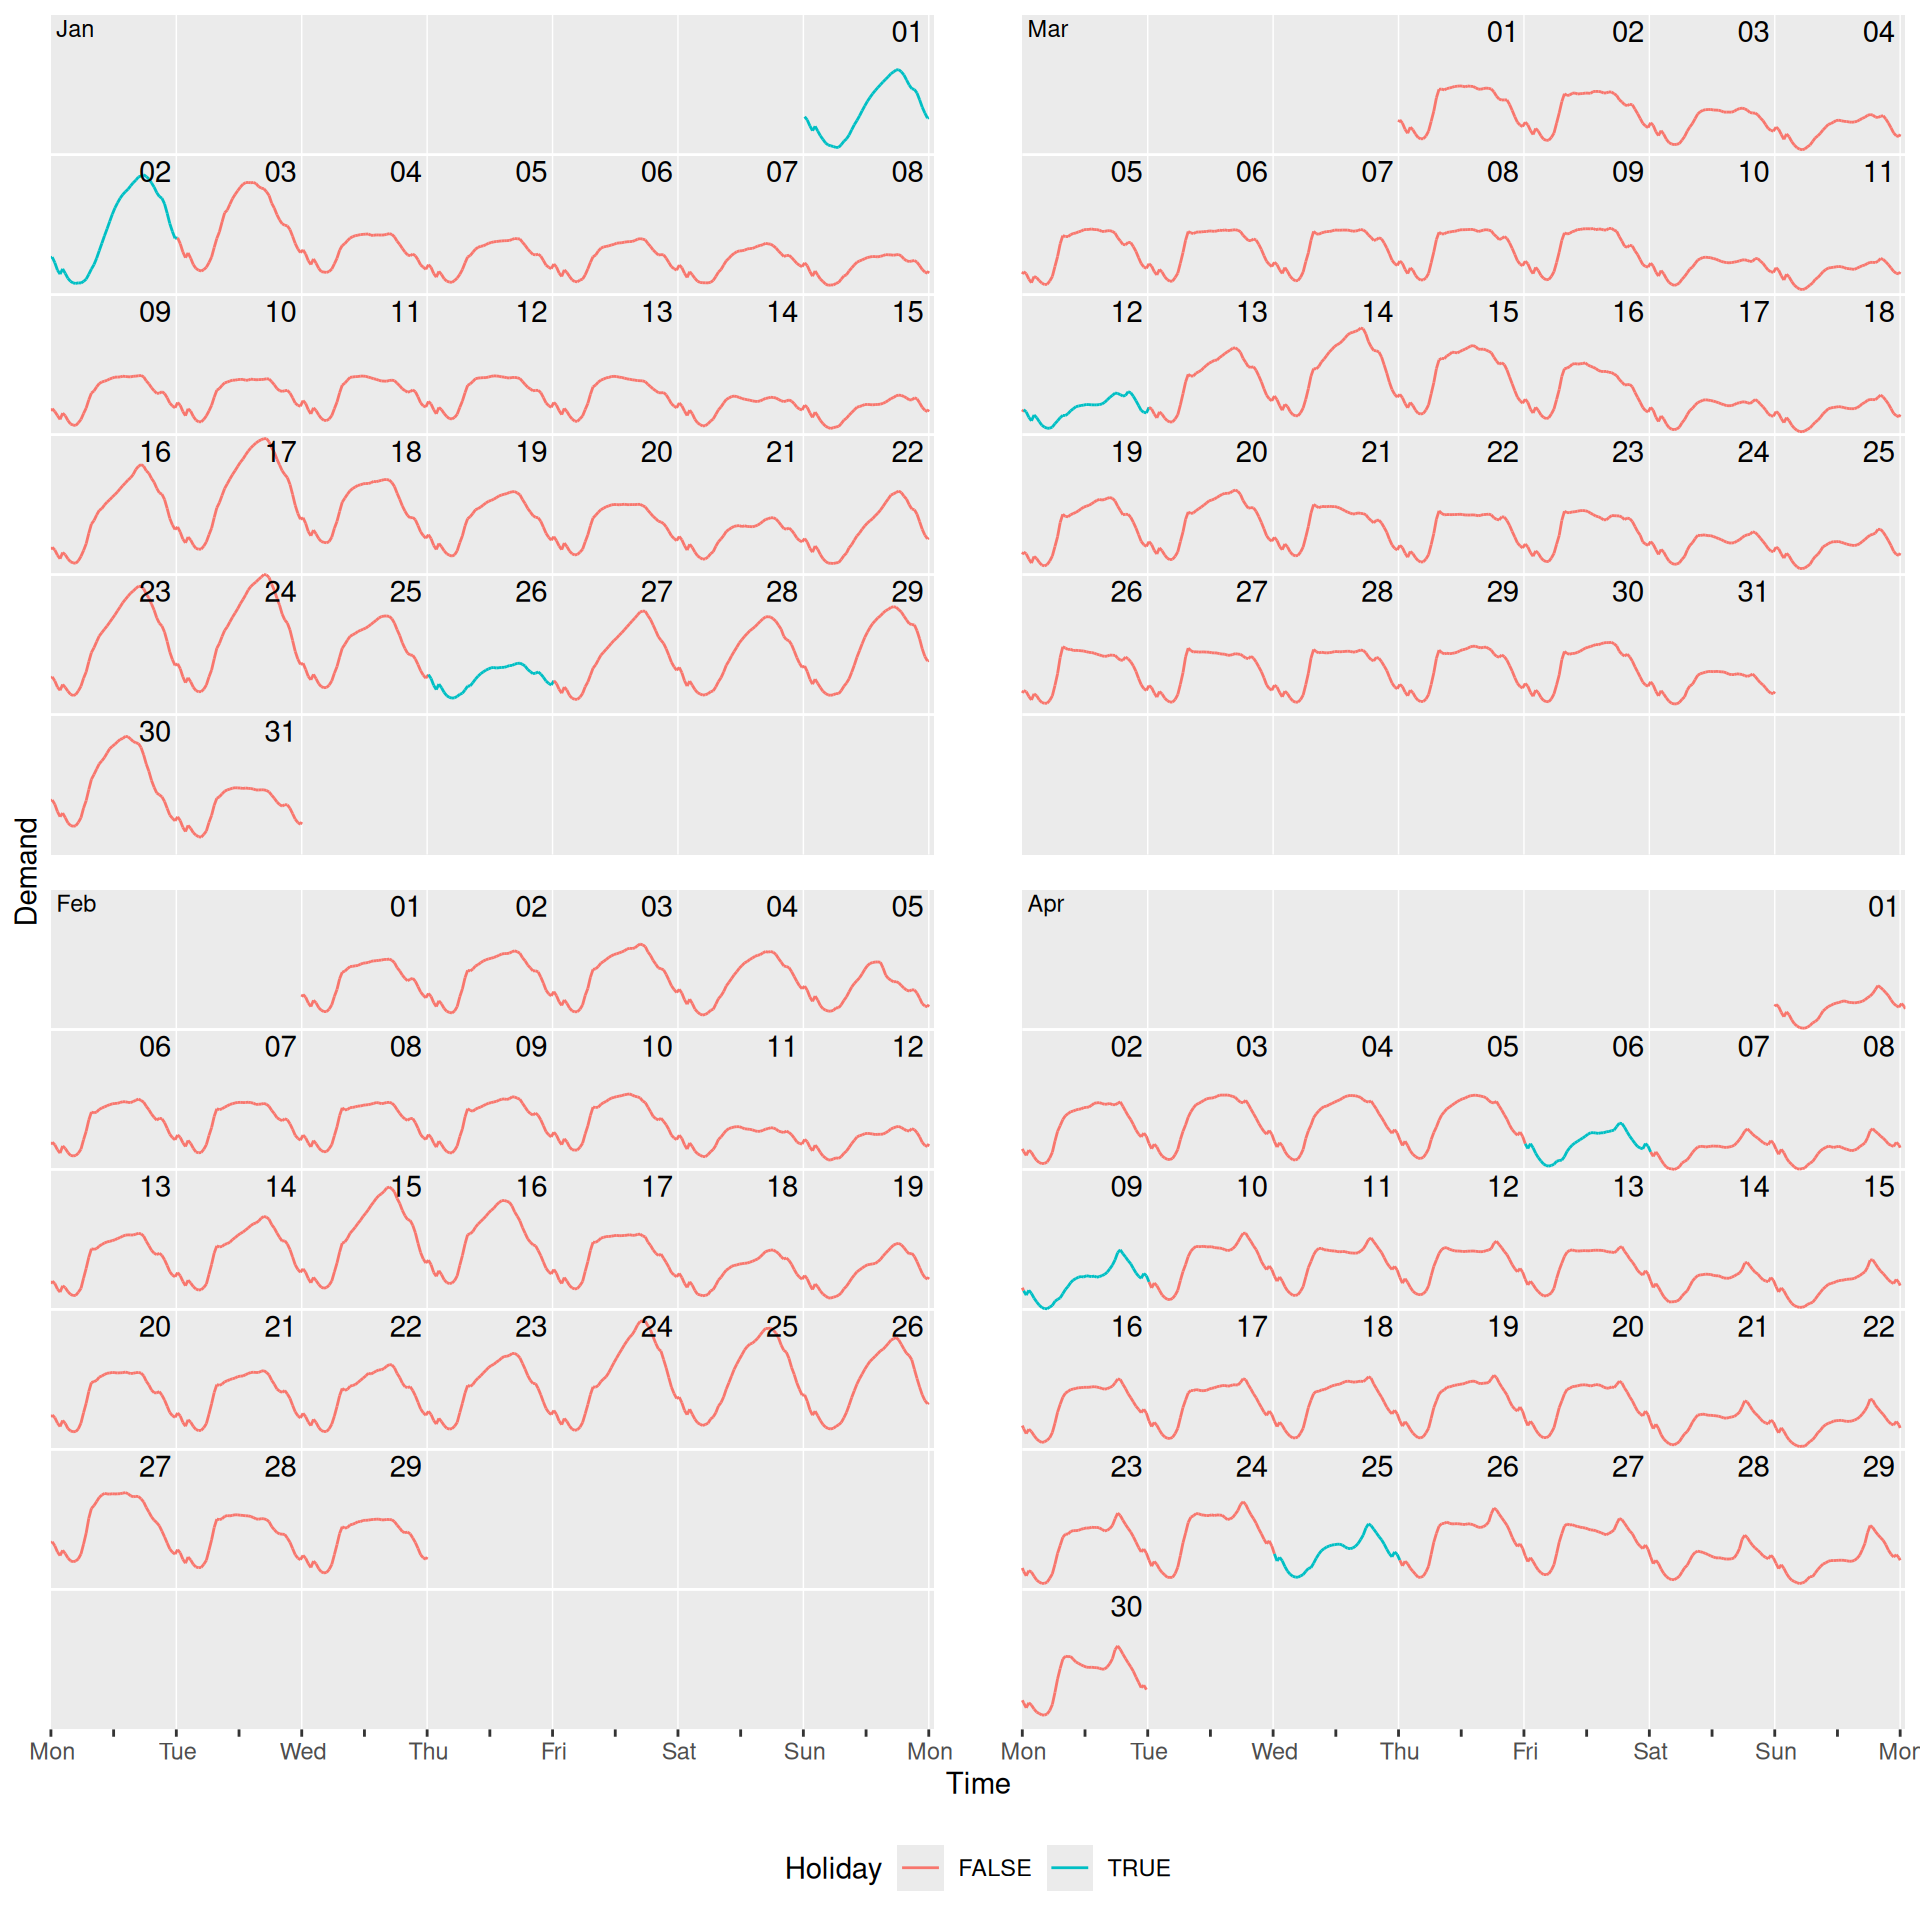 Jan
01
02 03 04 05 06 07 08
09 10 11 12 13 14 15
16 17 18 19 20 21 22
23 24 25 26 27 28 29
30 31
Mar
01 02 03 04
05 06 07 08 09 10 11
12 13 14 15 16 17 18
19 20 21 22 23 24 25
26 27 28 29 30 31
Demand
Feb
01 02 03 04 05
06 07 08 09 10 11 12
13 14 15 16 17 18 19
20 21 22 23 24 25 26
27 28 29
Apr
01
02 03 04 05 06 07 08
09 10 11 12 13 14 15
16 17 18 19 20 21 22
23 24 25 26 27 28 29
30
Mon Tue Wed Thu Fri Sat Sun Mon
Mon Tue Wed Thu Fri Sat Sun Mon
Time
Holiday FALSE TRUE